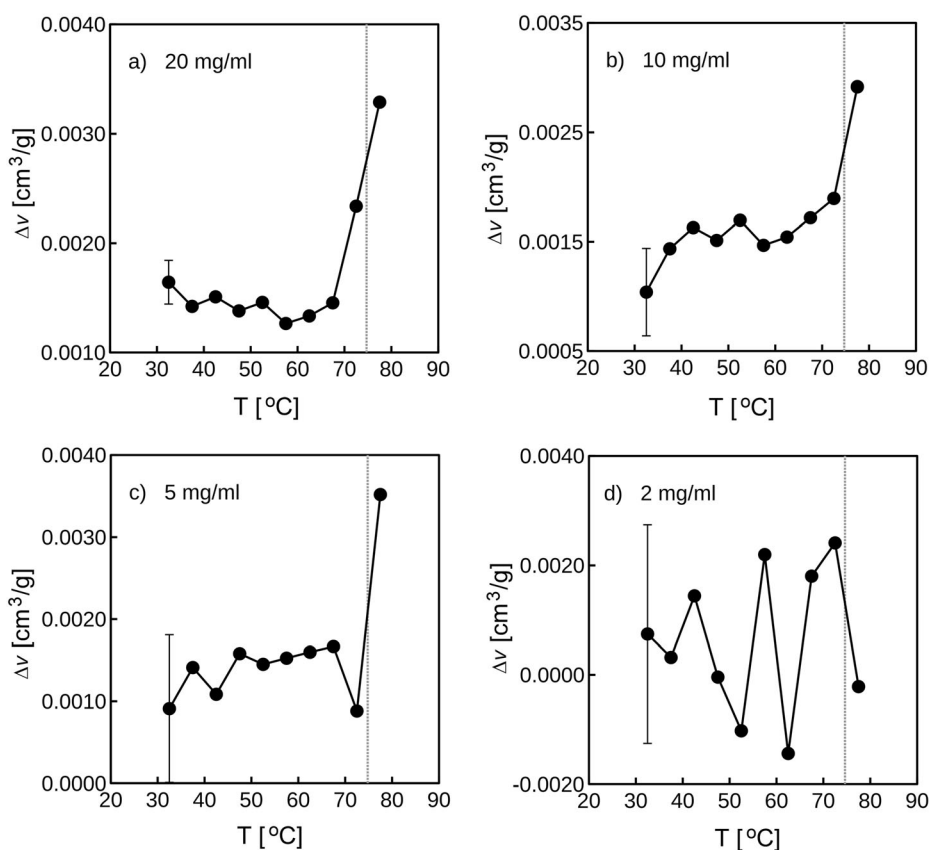 a) 20 mg/ml
0.0040
0.0030
0.0020
0.0010
Δv [cm³/g]
20 30 40 50 60 70 80 90
T [°C]
b) 10 mg/ml
0.0035
0.0025
0.0015
0.0005
Δv [cm³/g]
20 30 40 50 60 70 80 90
T [°C]
c) 5 mg/ml
0.0040
0.0030
0.0020
0.0010
0.0000
Δv [cm³/g]
20 30 40 50 60 70 80 90
T [°C]
d) 2 mg/ml
0.0040
0.0020
0.0000
-0.0020
Δv [cm³/g]
20 30 40 50 60 70 80 90
T [°C]